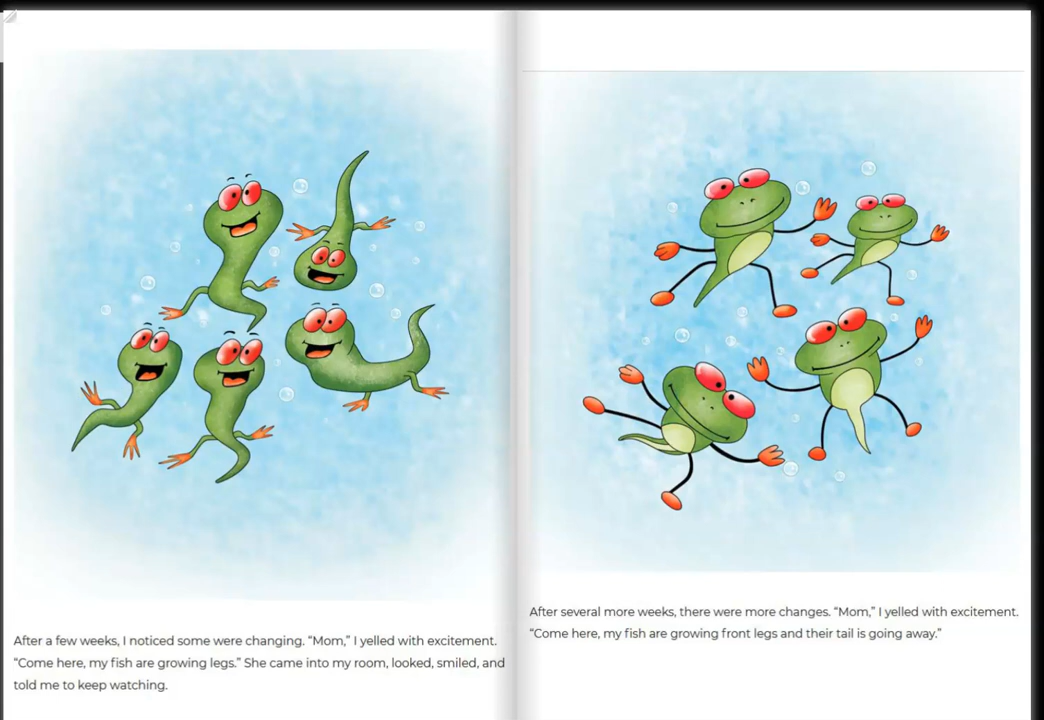 After a few weeks, I noticed some were changing. “Mom,” I yelled with excitement.
“Come here, my fish are growing legs.” She came into my room, looked, smiled, and
told me to keep watching.
After several more weeks, there were more changes. “Mom,” I yelled with excitement.
“Come here, my fish are growing front legs and their tail is going away.”